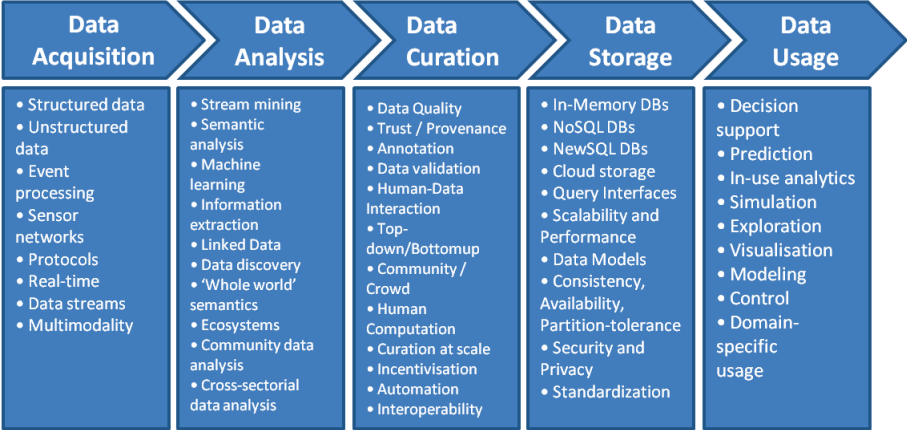 Data
Acquisition
Data
Analysis
Data
Curation
Data
Storage
Data
Usage
• Structured data
• Unstructured
data
• Event
processing
• Sensor
networks
• Protocols
• Real-time
• Data streams
• Multimodality
• Stream mining
• Semantic
analysis
• Machine
learning
• Information
extraction
• Linked Data
• Data discovery
• ‘Whole world’
semantics
• Ecosystems
• Community data
analysis
• Cross-sectorial
data analysis
• Data Quality
• Trust / Provenance
• Annotation
• Data validation
• Human-Data
Interaction
• Top-
down/Bottomup
• Community /
Crowd
• Human
Computation
• Curation at scale
• Incentivisation
• Automation
• Interoperability
• In-Memory DBs
• NoSQL DBs
• NewSQL DBs
• Cloud storage
• Query Interfaces
• Scalability and
Performance
• Data Models
• Consistency,
Availability,
Partition-tolerance
• Security and
Privacy
• Standardization
• Decision
support
• Prediction
• In-use analytics
• Simulation
• Exploration
• Visualisation
• Modeling
• Control
• Domain-
specific
usage